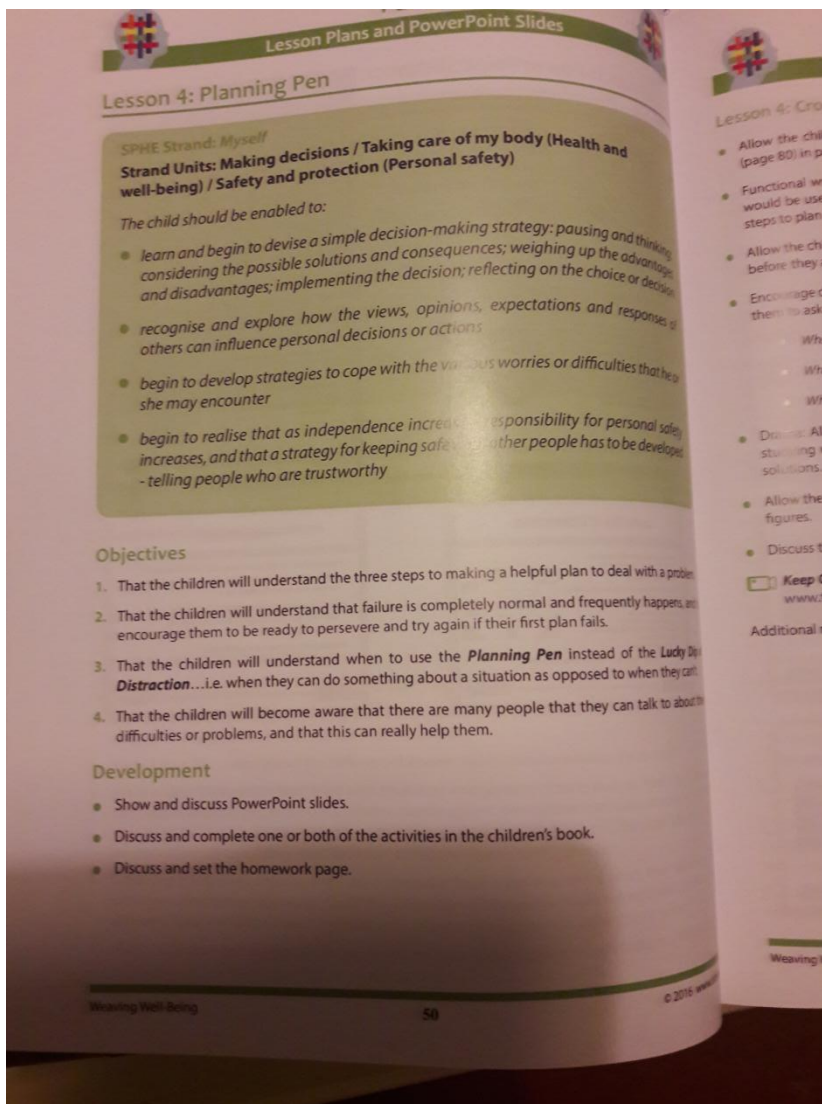 Lesson Plans and PowerPoint Slides
Lesson 4: Planning Pen
SPHE Strand: Myself
Strand Units: Making decisions / Taking care of my body (Health and
well-being) / Safety and protection (Personal safety)
The child should be enabled to:
• learn and begin to devise a simple decision-making strategy: pausing and thinking
considering the possible solutions and consequences; weighing up the advantages
and disadvantages; implementing the decision; reflecting on the choice or decision
• recognise and explore how the views, opinions, expectations and responses of
others can influence personal decisions or actions
• begin to develop strategies to cope with the various worries or difficulties that he or
she may encounter
• begin to realise that as independence increases responsibility for personal safety
increases, and that a strategy for keeping safe other people has to be developed
- telling people who are trustworthy
Objectives
1. That the children will understand the three steps to making a helpful plan to deal with a problem
2. That the children will understand that failure is completely normal and frequently happens, and
encourage them to be ready to persevere and try again if their first plan fails.
3. That the children will understand when to use the Planning Pen instead of the Lucky Dip
Distraction...i.e. when they can do something about a situation as opposed to when they can't
4. That the children will become aware that there are many people that they can talk to about
difficulties or problems, and that this can really help them.
Development
• Show and discuss PowerPoint slides.
• Discuss and complete one or both of the activities in the children's book.
• Discuss and set the homework page.
Weaving Well-Being
50
© 2016
Lesson 4:
• Allow the
(page 80) in
• Functional
would be
steps to plan
• Allow the
before they
• Encourage
them to ask
•
solutions.
• Allow the
figures.
• Discuss
Keep
www.
Additional
Weaving